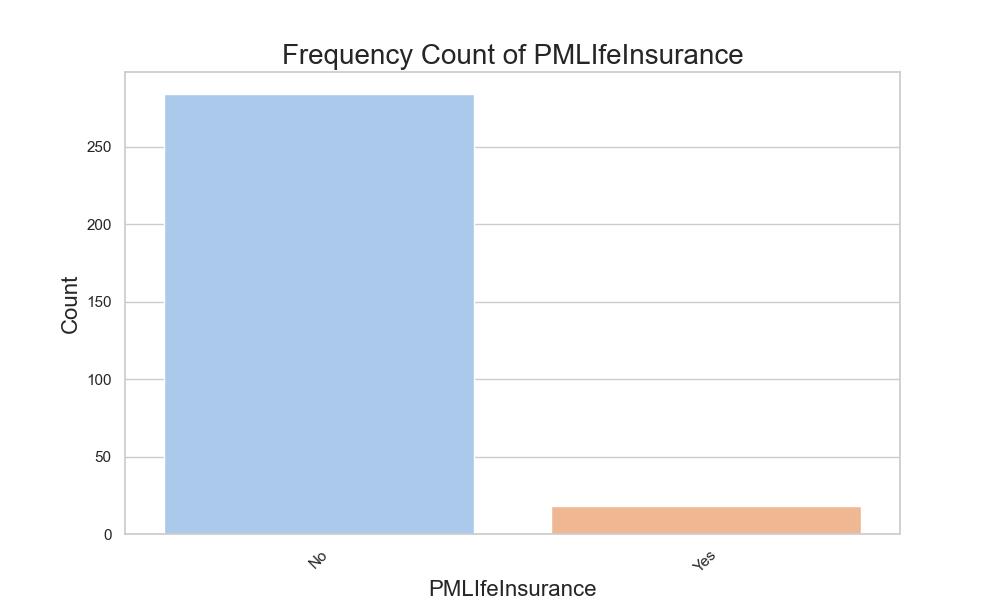 Frequency Count of PMLIfeInsurance
250
200
150
100
50
0
Count
No
Yes
PMLIfeInsurance